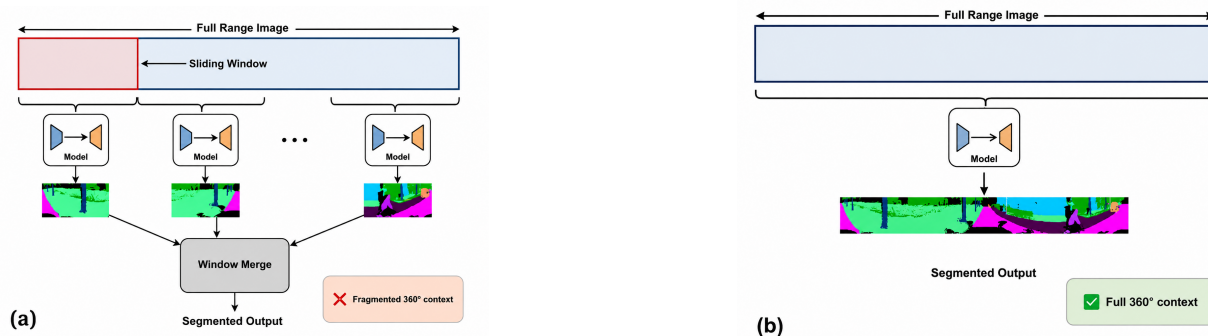 Full Range Image
Sliding Window
Model
Model
Model
Window Merge
Fragmented 360° context
Segmented Output
(a)
Full Range Image
Model
Segmented Output
Full 360° context
(b)